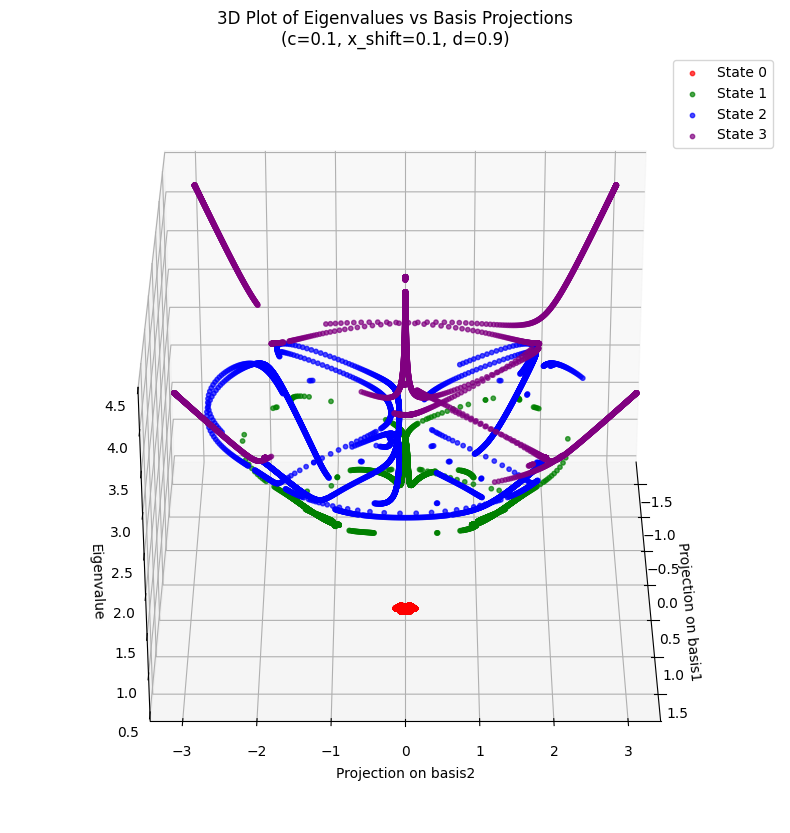 3D Plot of Eigenvalues vs Basis Projections
(c=0.1, x_shift=0.1, d=0.9)
State 0
State 1
State 2
State 3
4.5
4.0
3.5
3.0
2.5
2.0
1.5
1.0
0.5
Eigenvalue
−1.5
−1.0
−0.5
0.0
0.5
1.0
1.5
Projection on basis1
−3
−2
−1
0
1
2
3
Projection on basis2